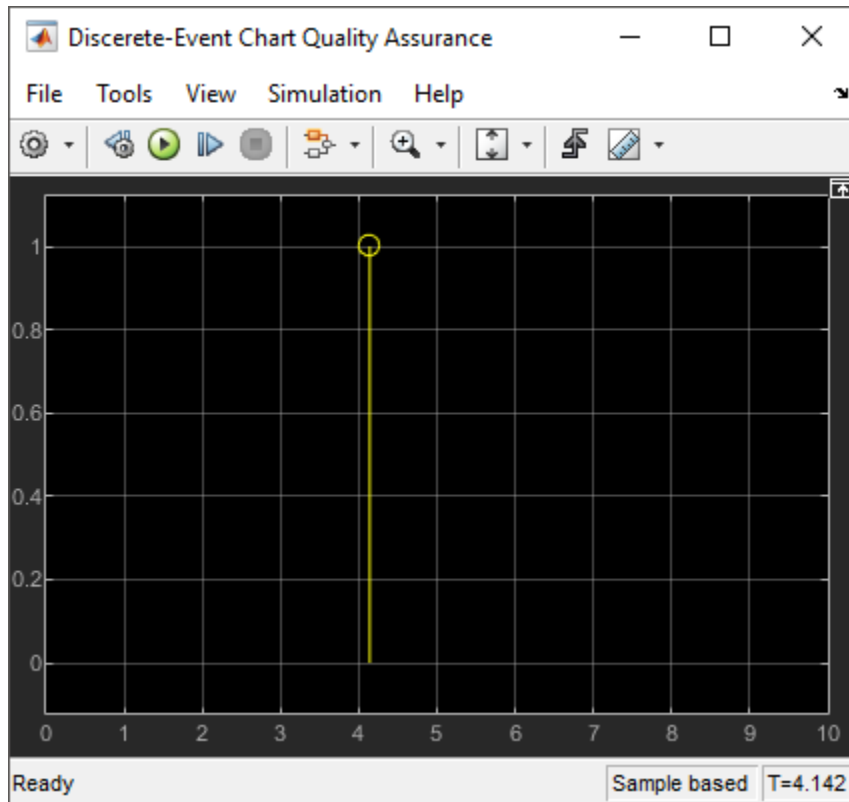 Discerete-Event Chart Quality Assurance
File Tools View Simulation Help
1
0.8
0.6
0.4
0.2
0
0 1 2 3 4 5 6 7 8 9 10
Ready Sample based T=4.142